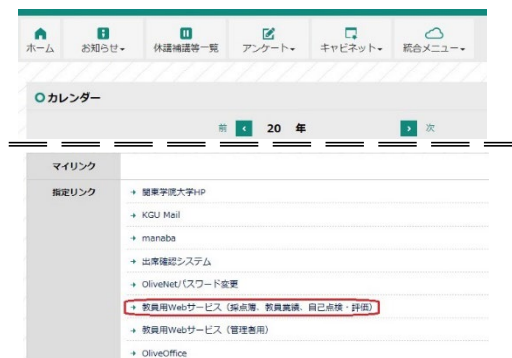 ホーム
お知らせ
休講補講等一覧
アンケート
キャビネット
統合メニュー
カレンダー
前 20 年 次
マイリンク
指定リンク
関東学院大学HP
KGU Mail
manaba
出席確認システム
OliveNetパスワード変更
教員用Webサービス（採点簿、教員業績、自己点検・評価）
教員用Webサービス（管理者用）
OliveOffice